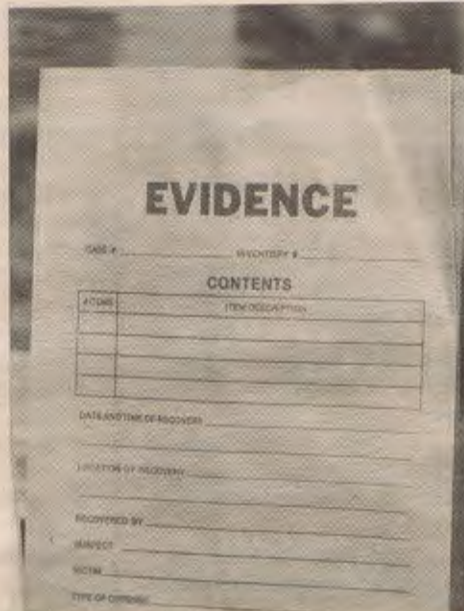 EVIDENCE
CASE # INVENTORY #
CONTENTS
# ITEMS ITEM DESCRIPTION
DATE AND TIME OF RECOVERY
LOCATION OF RECOVERY
RECOVERED BY
SUSPECT
VICTIM
TYPE OF OFFENSE